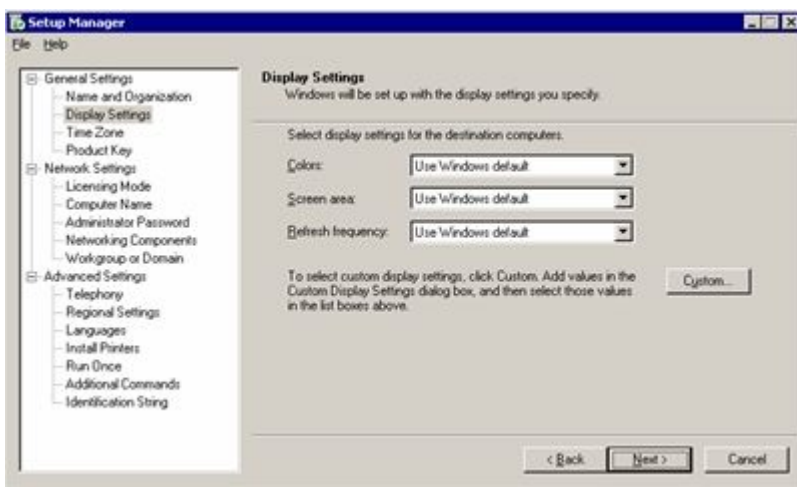 Setup Manager
File Help
General Settings
Name and Organization
Display Settings
Time Zone
Product Key
Network Settings
Licensing Mode
Computer Name
Administrator Password
Networking Components
Workgroup or Domain
Advanced Settings
Telephony
Regional Settings
Languages
Install Printers
Run Once
Additional Commands
Identification String
Display Settings
Windows will be set up with the display settings you specify.
Select display settings for the destination computers.
Colors: Use Windows default
Screen area: Use Windows default
Refresh frequency: Use Windows default
To select custom display settings, click Custom. Add values in the
Custom Display Settings dialog box, and then select those values
in the list boxes above.
Custom...
< Back Next > Cancel